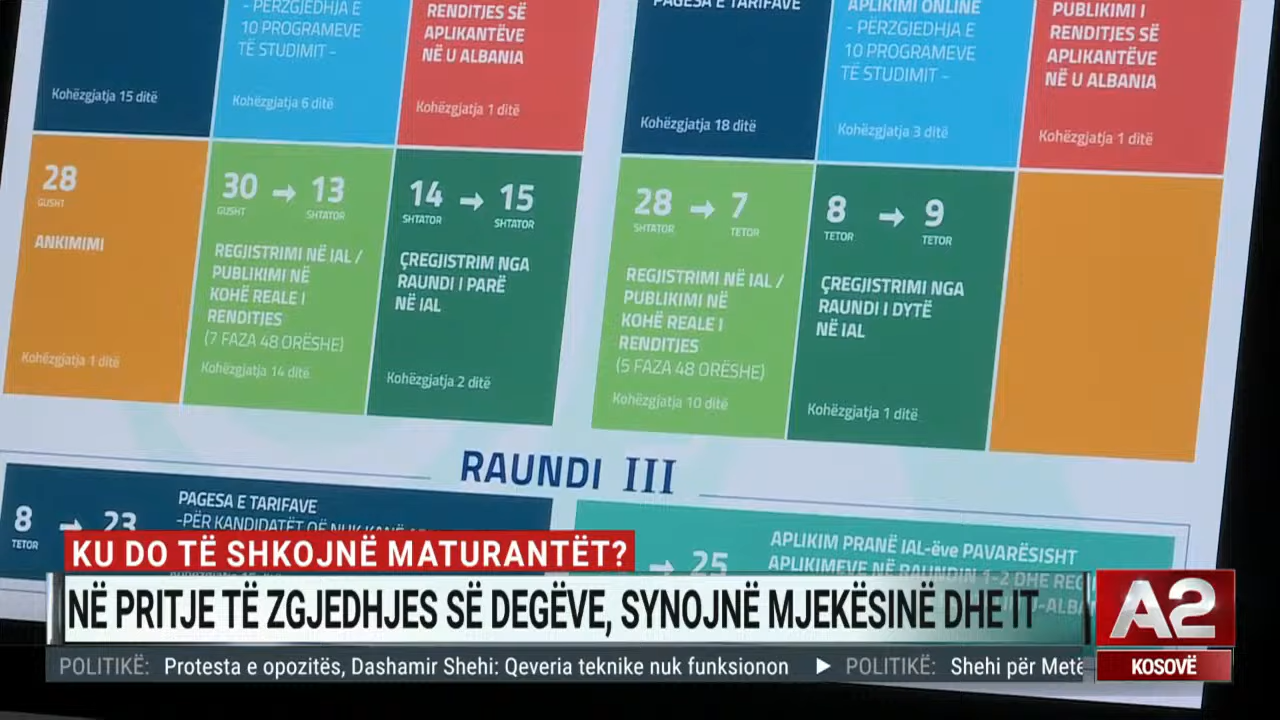 - PËRZGJEDHJA E
10 PROGRAMEVE
TË STUDIMIT -
Kohëzgjatja 15 ditë
Kohëzgjatja 6 ditë
RENDITJES SË
APLIKANTËVE
NË U ALBANIA
Kohëzgjatja 1 ditë
PAGESA E TARIFAVE
Kohëzgjatja 18 ditë
APLIKIMI ONLINE
- PËRZGJEDHJA E
10 PROGRAMEVE
TË STUDIMIT -
Kohëzgjatja 3 ditë
PUBLIKIMI I
RENDITJES SË
APLIKANTËVE
NË U ALBANIA
Kohëzgjatja 1 ditë
28
GUSHT
ANKIMIMI
Kohëzgjatja 1 ditë
30 → 13
GUSHT SHTATOR
REGJISTRIMI NË IAL /
PUBLIKIMI NË
KOHË REALE I
RENDITJES
(7 FAZA 48 ORËSHE)
Kohëzgjatja 14 ditë
14 → 15
SHTATOR SHTATOR
ÇREGJISTRIM NGA
RAUNDI I PARË
NË IAL
Kohëzgjatja 2 ditë
28 → 7
SHTATOR TETOR
REGJISTRIMI NË IAL /
PUBLIKIMI NË
KOHË REALE I
RENDITJES
(5 FAZA 48 ORËSHE)
Kohëzgjatja 10 ditë
8 → 9
TETOR TETOR
ÇREGJISTRIM NGA
RAUNDI I DYTË
NË IAL
Kohëzgjatja 1 ditë
RAUNDI III
8 → 23
TETOR
PAGESA E TARIFAVE
-PËR KANDIDATËT QË NUK KANË
→ 25
APLIKIM PRANË IAL-ëve PAVARËSISHT
APLIKIMEVE NË RAUNDIN 1-2 DHE
KU DO TË SHKOJNË MATURANTËT?
NË PRITJE TË ZGJEDHJES SË DEGËVE, SYNOJNË MJEKËSINË DHE IT
A2
KOSOVË
POLITIKË: Protesta e opozitës, Dashamir Shehi: Qeveria teknike nuk funksionon ▶ POLITIKË: Shehi për Metë